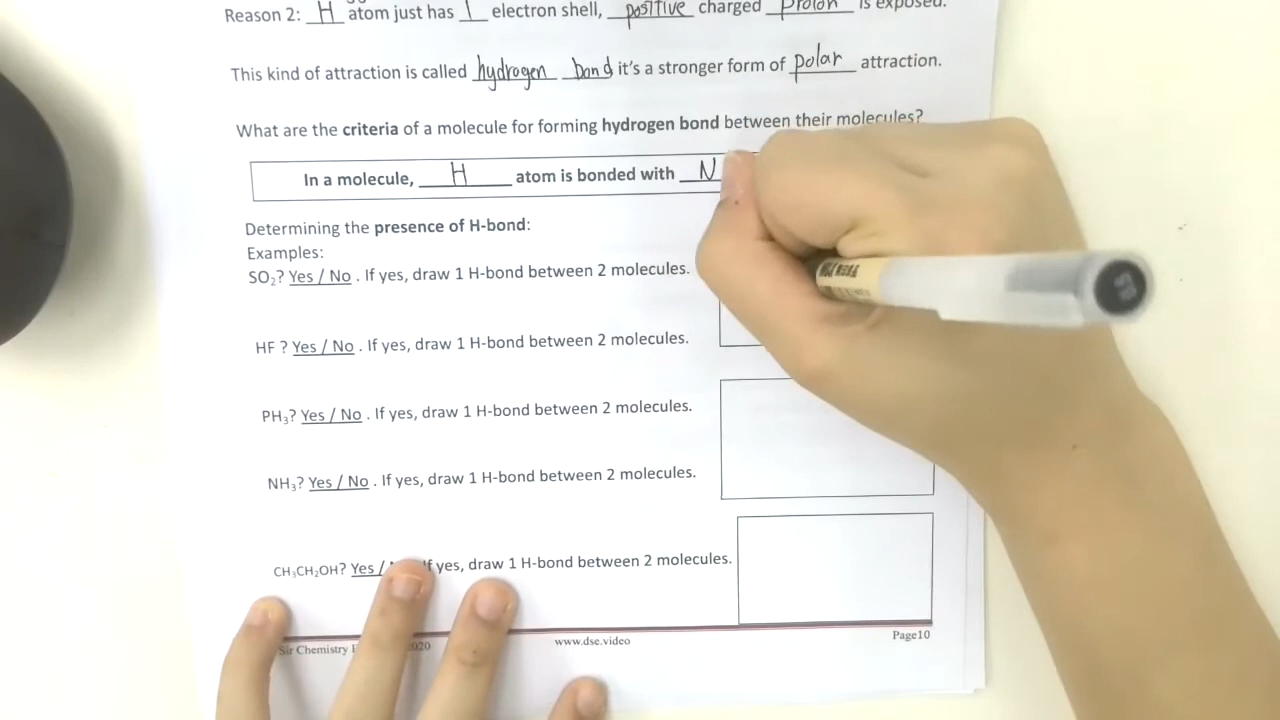 Reason 2: H atom just has 1 electron shell, positive charged proton is exposed.
This kind of attraction is called hydrogen bond it's a stronger form of polar attraction.
What are the criteria of a molecule for forming hydrogen bond between their molecules?
In a molecule, H atom is bonded with N
Determining the presence of H-bond:
Examples:
SO₂? Yes / No . If yes, draw 1 H-bond between 2 molecules.
HF ? Yes / No . If yes, draw 1 H-bond between 2 molecules.
PH₃? Yes / No . If yes, draw 1 H-bond between 2 molecules.
NH₃? Yes / No . If yes, draw 1 H-bond between 2 molecules.
CH₃CH₂OH? Yes / If yes, draw 1 H-bond between 2 molecules.
Sir Chemistry 2020 www.dse.video Page10